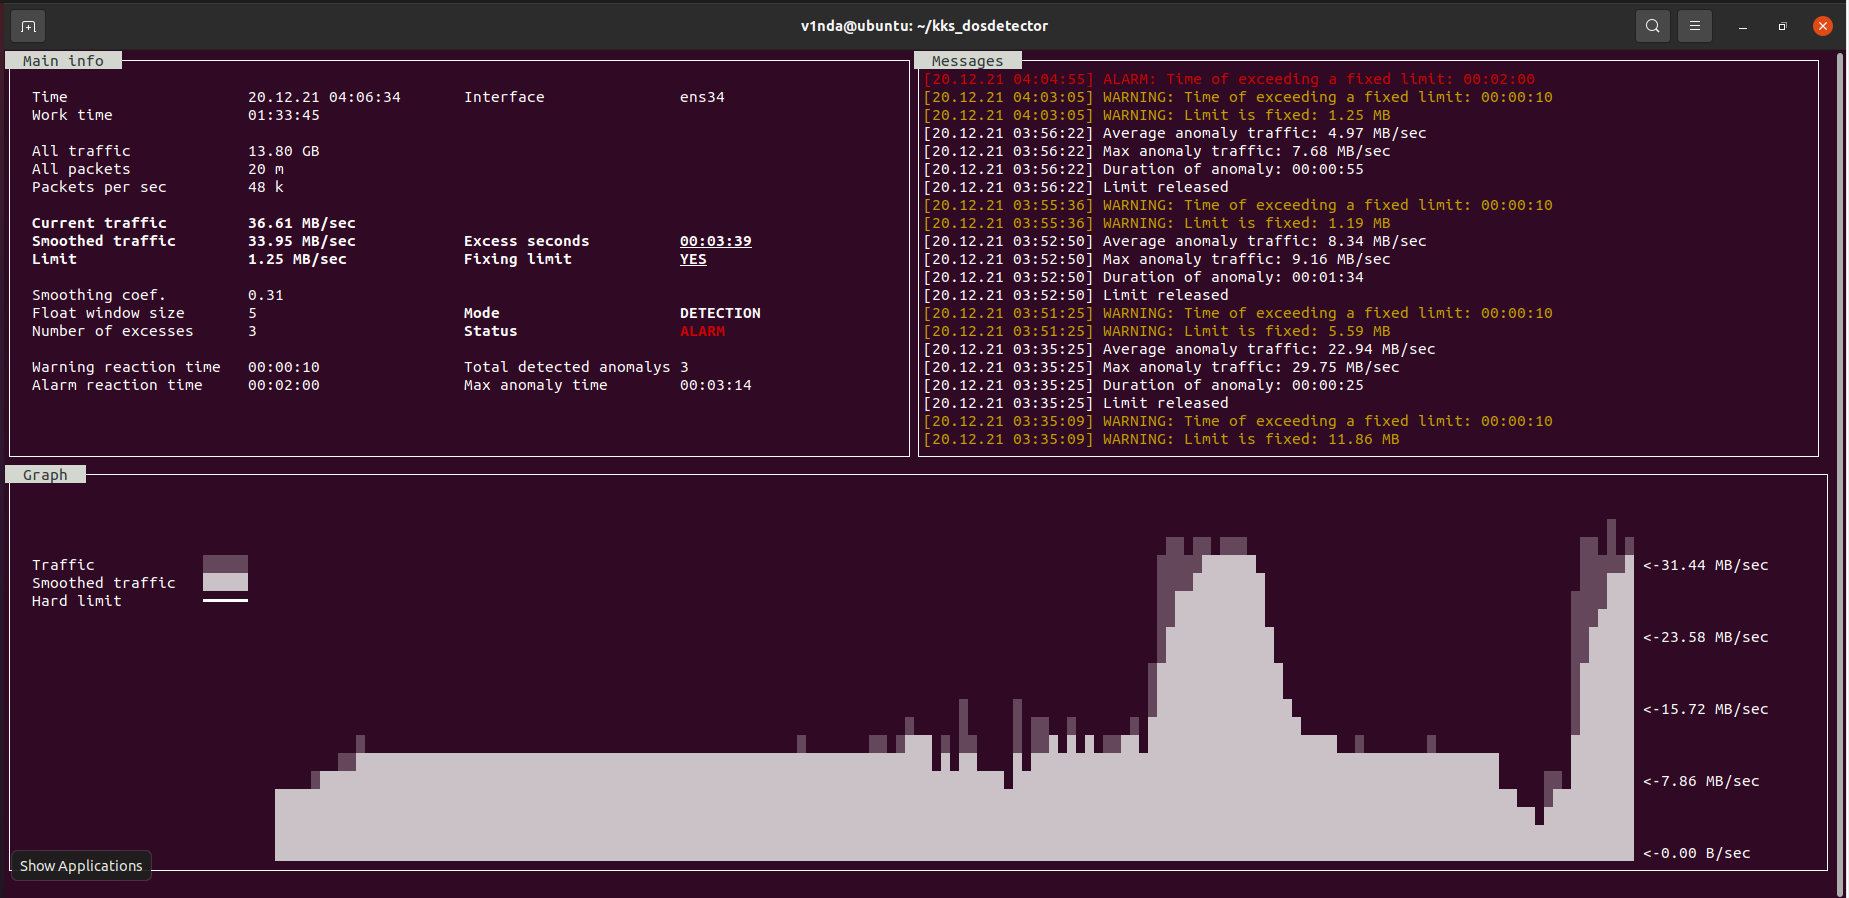 v1nda@ubuntu: ~/kks_dosdetector
Main info
Time 20.12.21 04:06:34 Interface ens34
Work time 01:33:45
All traffic 13.80 GB
All packets 20 m
Packets per sec 48 k
Current traffic 36.61 MB/sec
Smoothed traffic 33.95 MB/sec Excess seconds 00:03:39
Limit 1.25 MB/sec Fixing limit YES
Smoothing coef. 0.31
Float window size 5 Mode DETECTION
Number of excesses 3 Status ALARM
Warning reaction time 00:00:10 Total detected anomalys 3
Alarm reaction time 00:02:00 Max anomaly time 00:03:14
Messages
[20.12.21 04:04:55] ALARM: Time of exceeding a fixed limit: 00:02:00
[20.12.21 04:03:05] WARNING: Time of exceeding a fixed limit: 00:00:10
[20.12.21 04:03:05] WARNING: Limit is fixed: 1.25 MB
[20.12.21 03:56:22] Average anomaly traffic: 4.97 MB/sec
[20.12.21 03:56:22] Max anomaly traffic: 7.68 MB/sec
[20.12.21 03:56:22] Duration of anomaly: 00:00:55
[20.12.21 03:56:22] Limit released
[20.12.21 03:55:36] WARNING: Time of exceeding a fixed limit: 00:00:10
[20.12.21 03:55:36] WARNING: Limit is fixed: 1.19 MB
[20.12.21 03:52:50] Average anomaly traffic: 8.34 MB/sec
[20.12.21 03:52:50] Max anomaly traffic: 9.16 MB/sec
[20.12.21 03:52:50] Duration of anomaly: 00:01:34
[20.12.21 03:52:50] Limit released
[20.12.21 03:51:25] WARNING: Time of exceeding a fixed limit: 00:00:10
[20.12.21 03:51:25] WARNING: Limit is fixed: 5.59 MB
[20.12.21 03:35:25] Average anomaly traffic: 22.94 MB/sec
[20.12.21 03:35:25] Max anomaly traffic: 29.75 MB/sec
[20.12.21 03:35:25] Duration of anomaly: 00:00:25
[20.12.21 03:35:25] Limit released
[20.12.21 03:35:09] WARNING: Time of exceeding a fixed limit: 00:00:10
[20.12.21 03:35:09] WARNING: Limit is fixed: 11.86 MB
Graph
Traffic
Smoothed traffic
Hard limit
<-31.44 MB/sec
<-23.58 MB/sec
<-15.72 MB/sec
<-7.86 MB/sec
<-0.00 B/sec
Show Applications